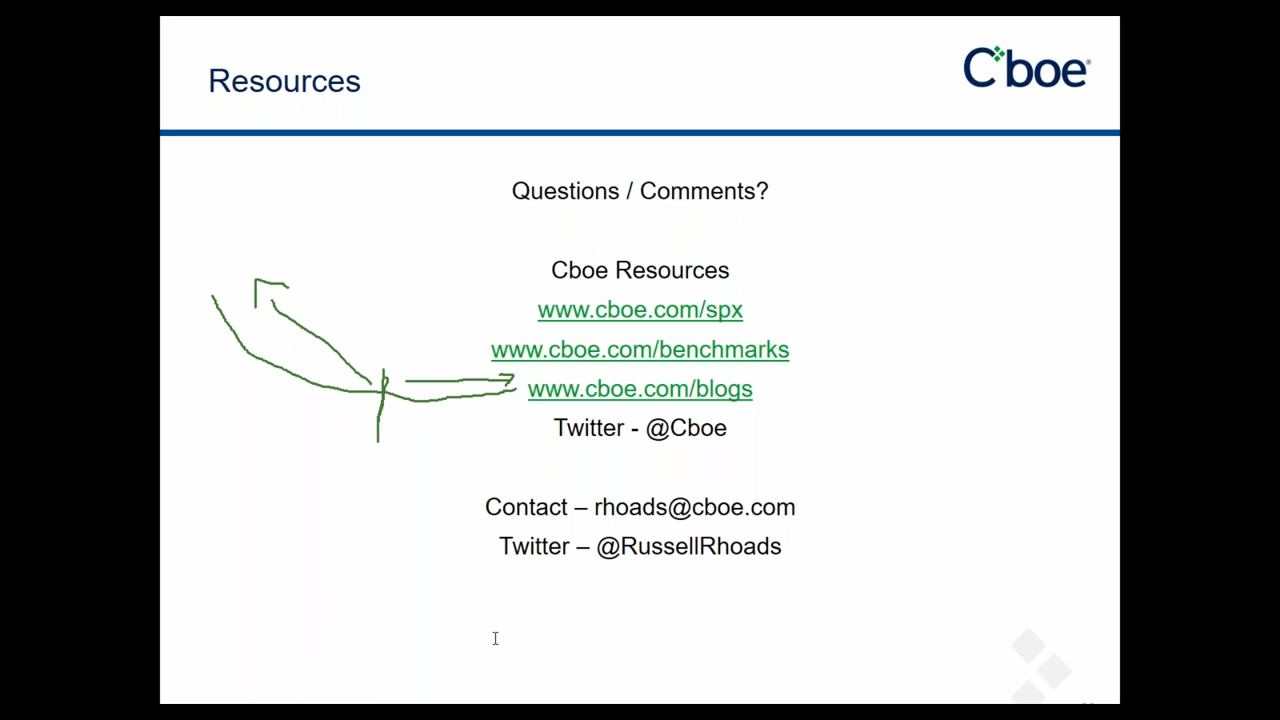 Resources
Cboe
Questions / Comments?
Cboe Resources
www.cboe.com/spx
www.cboe.com/benchmarks
www.cboe.com/blogs
Twitter - @Cboe
Contact – rhoads@cboe.com
Twitter – @RussellRhoads